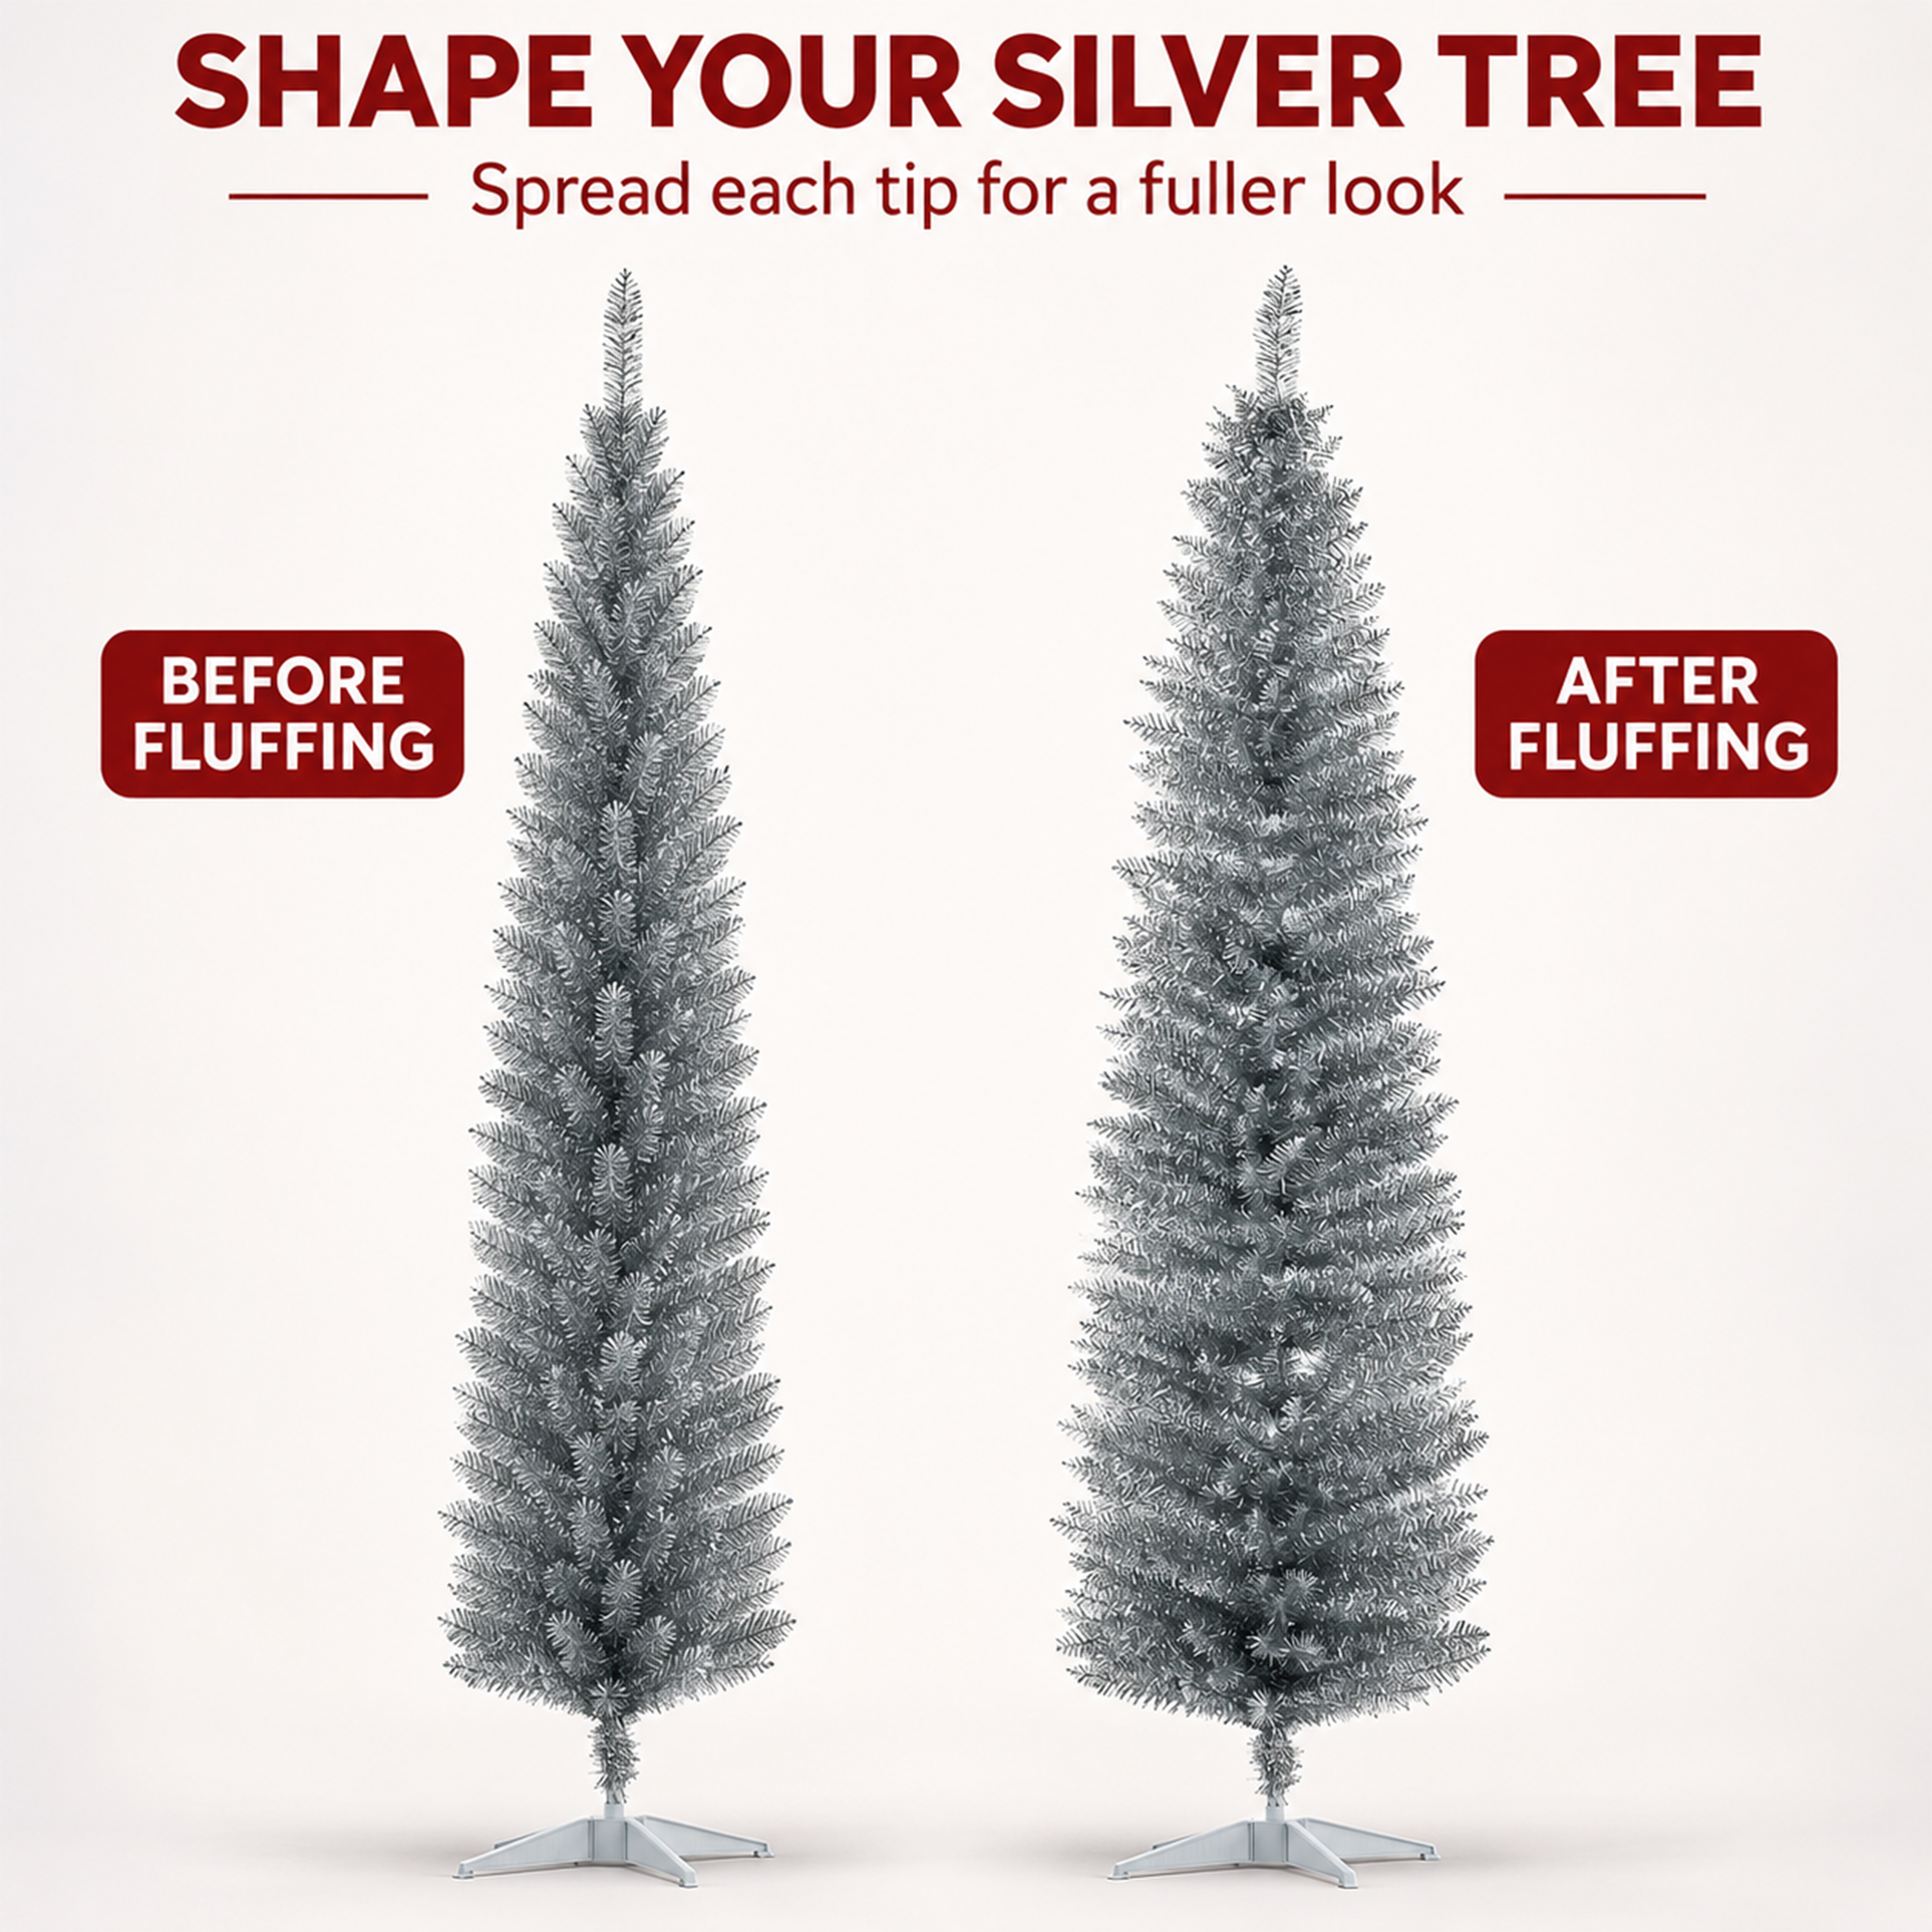 SHAPE YOUR SILVER TREE
Spread each tip for a fuller look
BEFORE
FLUFFING
AFTER
FLUFFING